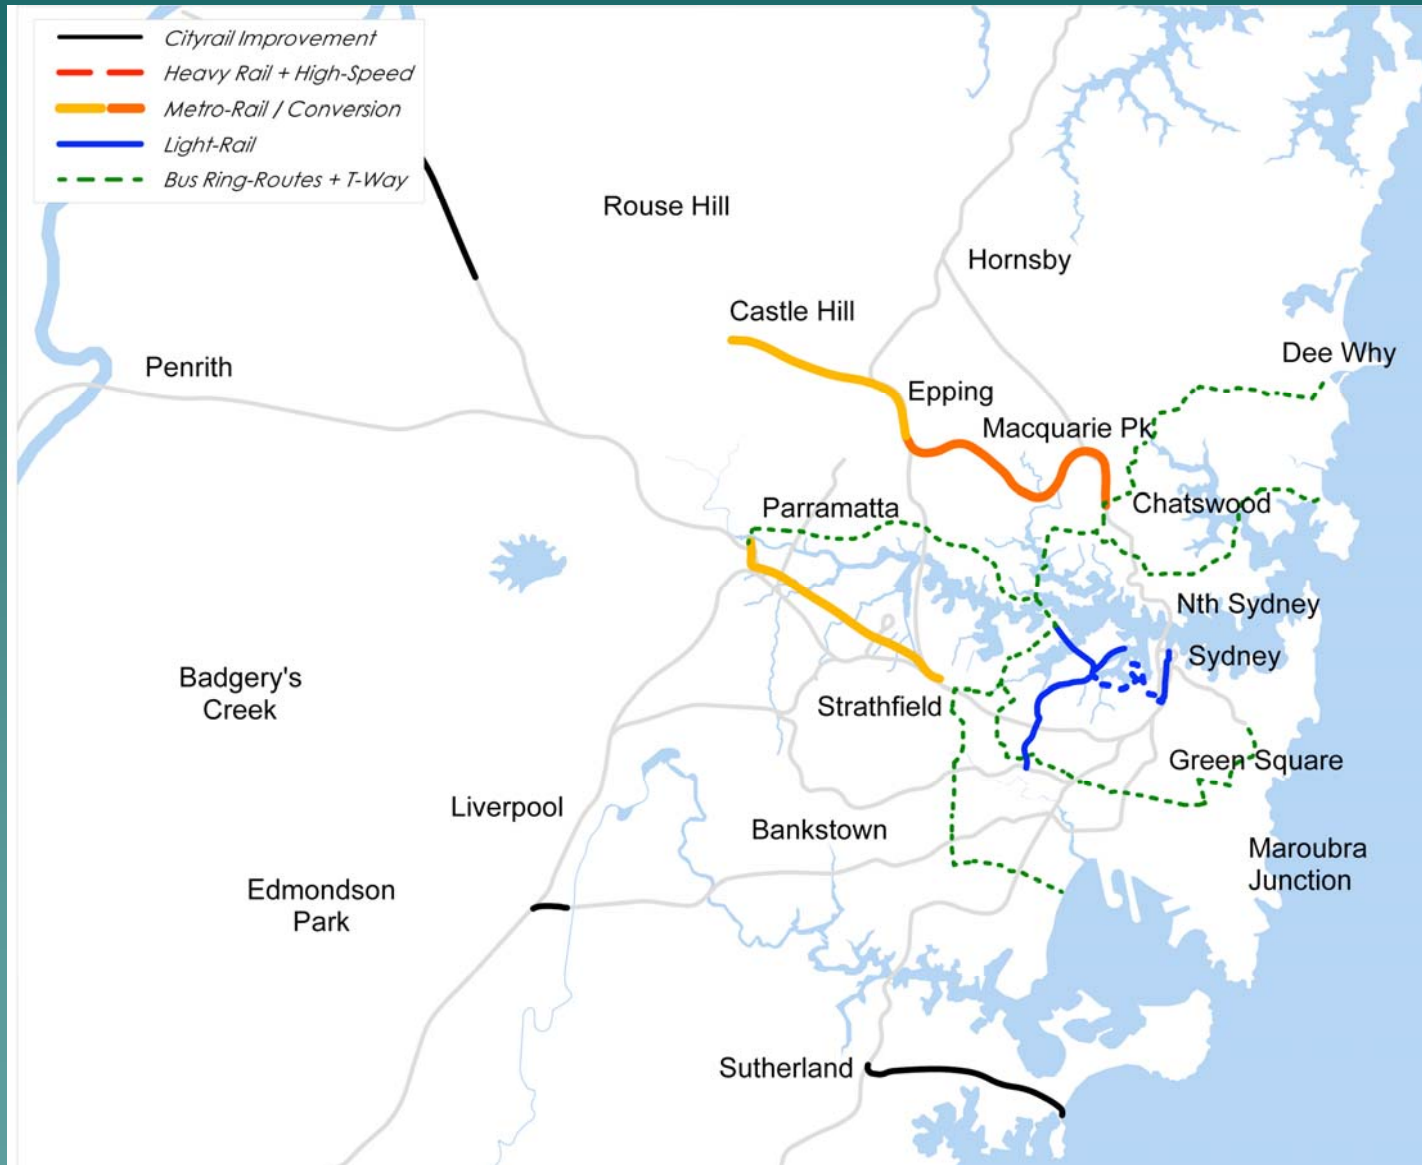 Cityrail Improvement
Heavy Rail + High-Speed
Metro-Rail / Conversion
Light-Rail
Bus Ring-Routes + T-Way
Rouse Hill
Hornsby
Castle Hill
Dee Why
Penrith
Epping
Macquarie Pk
Chatswood
Parramatta
Nth Sydney
Sydney
Badgery's
Creek
Strathfield
Green Square
Liverpool
Bankstown
Maroubra
Junction
Edmondson
Park
Sutherland